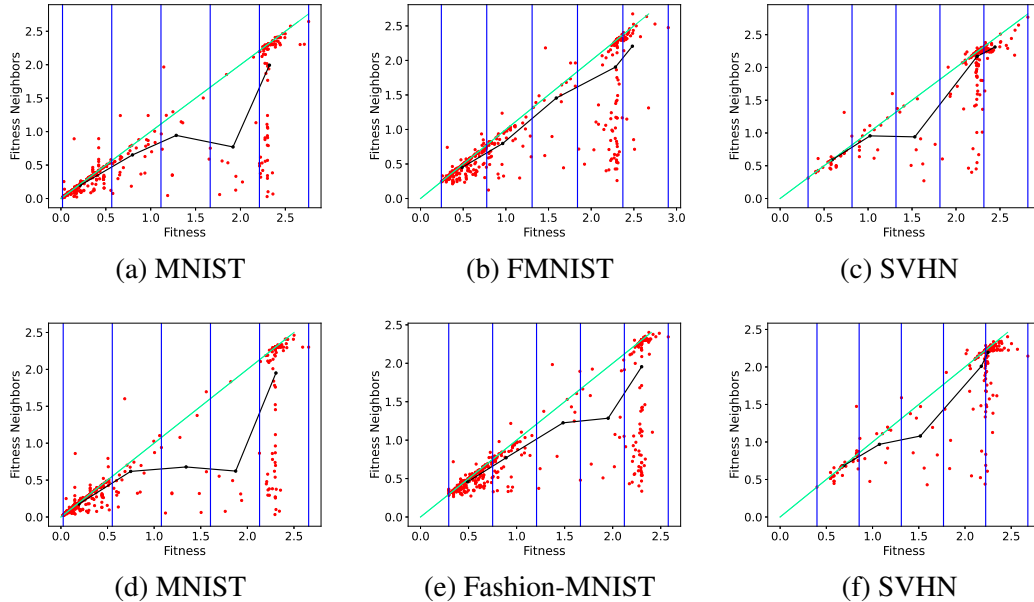 2.5
2.0
1.5
1.0
0.5
0.0
Fitness Neighbors
0.0 0.5 1.0 1.5 2.0 2.5
Fitness
(a) MNIST
2.5
2.0
1.5
1.0
0.5
0.0
Fitness Neighbors
0.0 0.5 1.0 1.5 2.0 2.5 3.0
Fitness
(b) FMNIST
2.5
2.0
1.5
1.0
0.5
0.0
Fitness Neighbors
0.0 0.5 1.0 1.5 2.0 2.5
Fitness
(c) SVHN
2.5
2.0
1.5
1.0
0.5
0.0
Fitness Neighbors
0.0 0.5 1.0 1.5 2.0 2.5
Fitness
(d) MNIST
2.5
2.0
1.5
1.0
0.5
0.0
Fitness Neighbors
0.0 0.5 1.0 1.5 2.0 2.5
Fitness
(e) Fashion-MNIST
2.5
2.0
1.5
1.0
0.5
0.0
Fitness Neighbors
0.0 0.5 1.0 1.5 2.0 2.5
Fitness
(f) SVHN